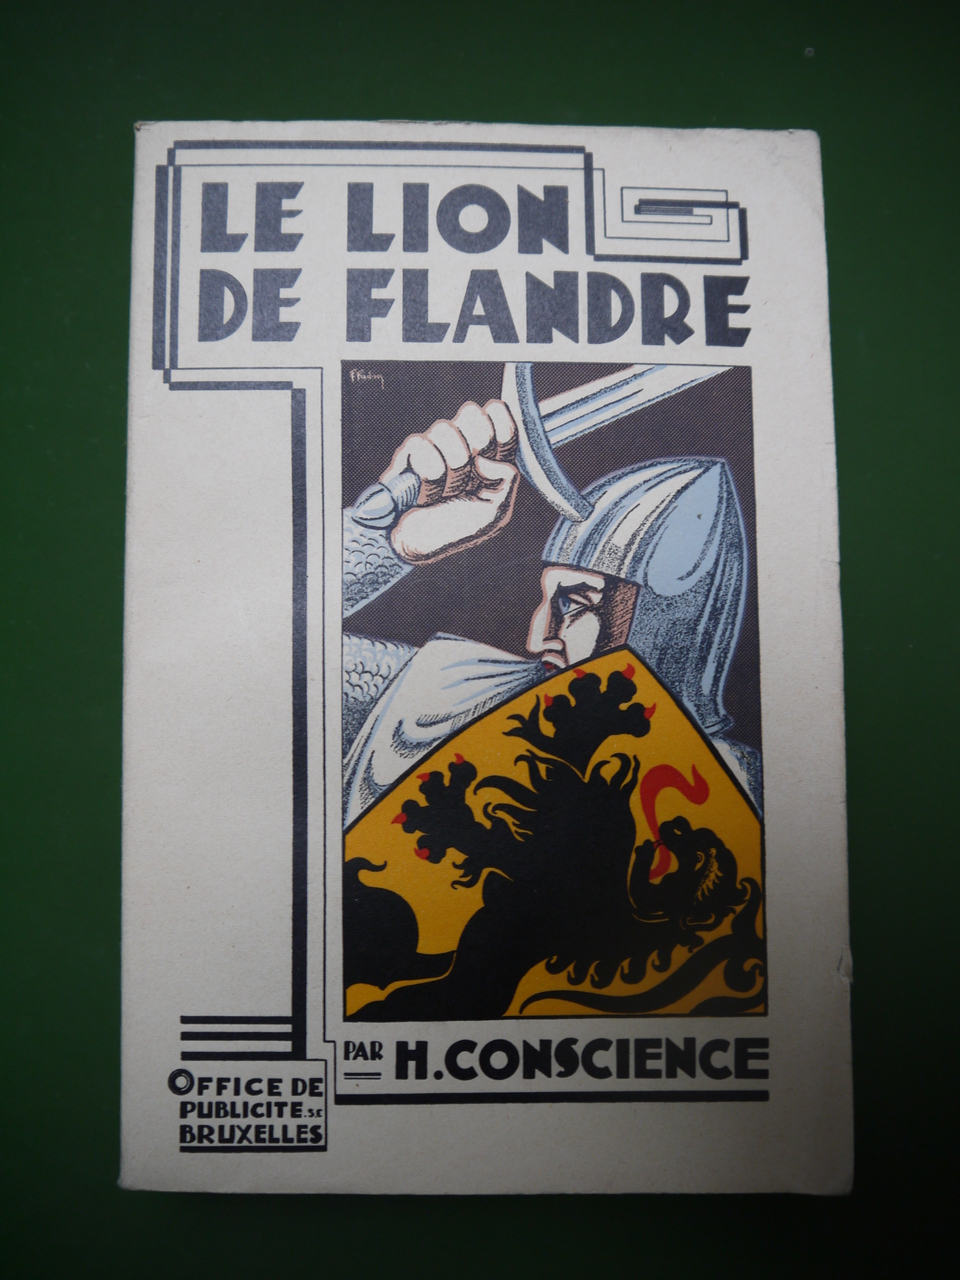 LE LION
DE FLANDRE
PAR H.CONSCIENCE
OFFICE DE
PUBLICITE.S.C
BRUXELLES